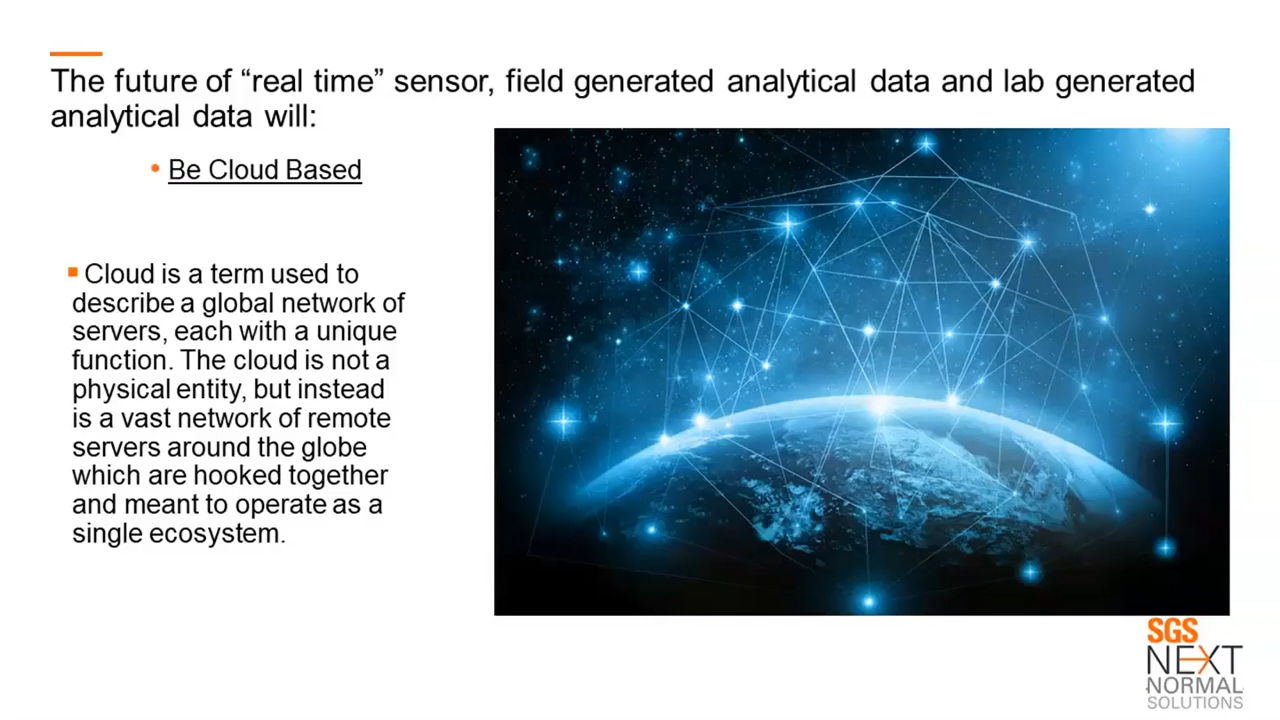 The future of “real time” sensor, field generated analytical data and lab generated
analytical data will:
• Be Cloud Based
▪ Cloud is a term used to
describe a global network of
servers, each with a unique
function. The cloud is not a
physical entity, but instead
is a vast network of remote
servers around the globe
which are hooked together
and meant to operate as a
single ecosystem.
SGS
NEXT
NORMAL
SOLUTIONS